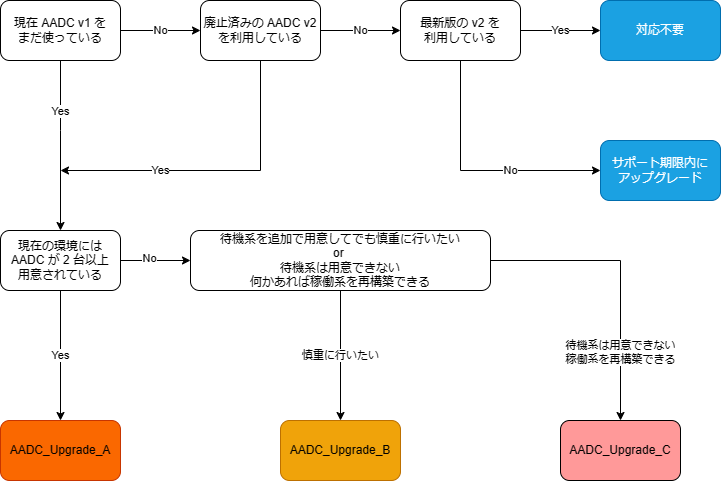 現在 AADC v1 を
まだ使っている
No
廃止済みの AADC v2
を利用している
No
最新版の v2 を
利用している
Yes
対応不要
Yes
Yes
No
サポート期限内に
アップグレード
現在の環境には
AADC が 2 台以上
用意されている
No
待機系を追加で用意してでも慎重に行いたい
or
待機系は用意できない
何かあれば稼働系を再構築できる
Yes
慎重に行いたい
待機系は用意できない
稼働系を再構築できる
AADC_Upgrade_A
AADC_Upgrade_B
AADC_Upgrade_C